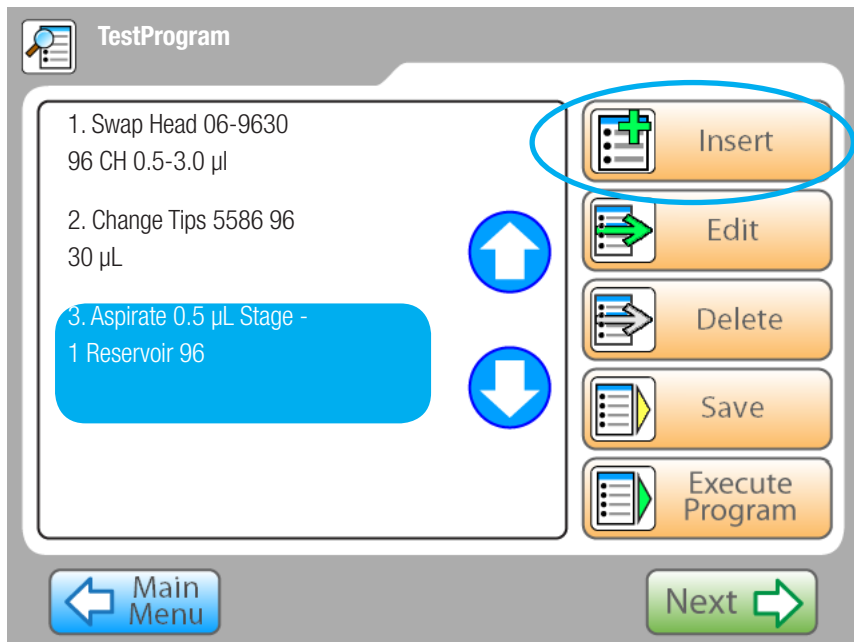 TestProgram
1. Swap Head 06-9630
96 CH 0.5-3.0 µl
2. Change Tips 5586 96
30 µL
3. Aspirate 0.5 µL Stage -
1 Reservoir 96
Insert
Edit
Delete
Save
Execute
Program
Main
Menu
Next